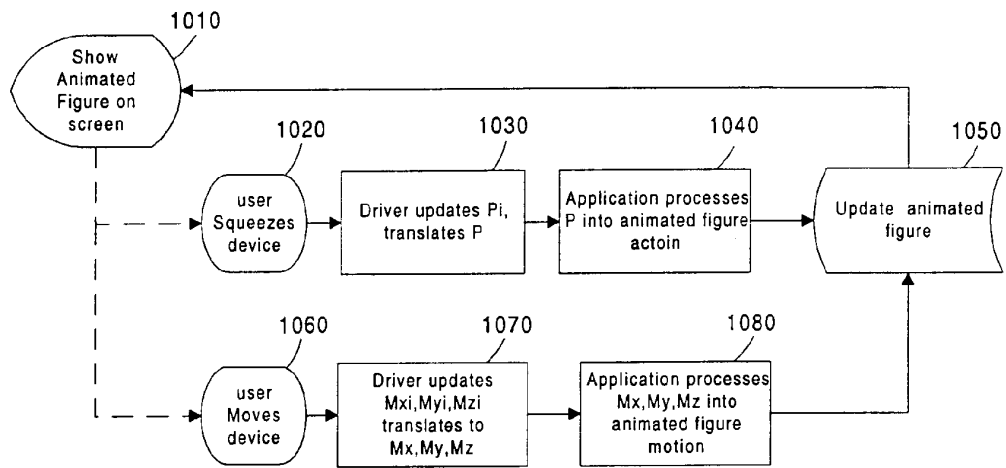 1010
Show
Animated
Figure on
screen
1020
user
Squeezes
device
1030
Driver updates Pi,
translates P
1040
Application processes
P into animated figure
actoin
1050
Update animated
figure
1060
user
Moves
device
1070
Driver updates
Mxi,Myi,Mzi
translates to
Mx,My,Mz
1080
Application processes
Mx,My,Mz into
animated figure
motion